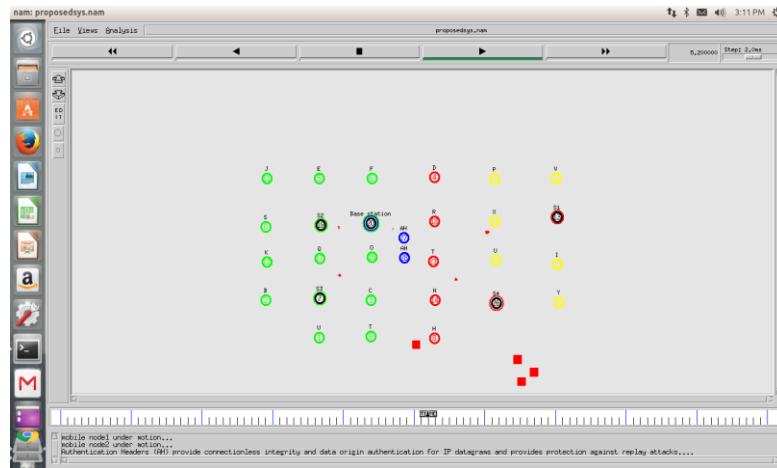 nam: proposedsys.nam
3:11 PM
File Views Analysis
proposedsys.nam
5.200000
Step: 2.0ms
J E F D P V
S S2 Base station R S1
AH
K Q O AH T U I
B S3 C N S4 Y
U T H
mobile node1 under motion...
mobile node2 under motion...
Authentication Headers (AH) provide connectionless integrity and data origin authentication for IP datagrams and provides protection against replay attacks....